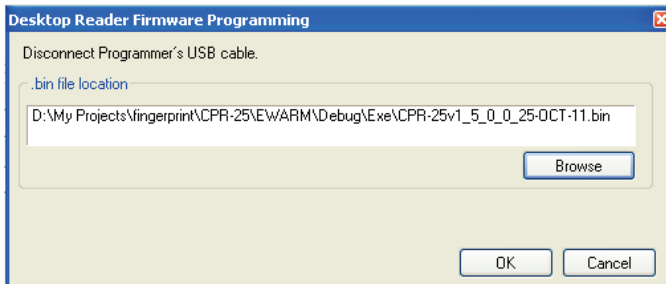 Desktop Reader Firmware Programming
Disconnect Programmer's USB cable.
.bin file location
D:\My Projects\fingerprint\CPR-25\EWARM\Debug\Exe\CPR-25v1_5_0_0_25-OCT-11.bin
Browse
OK Cancel